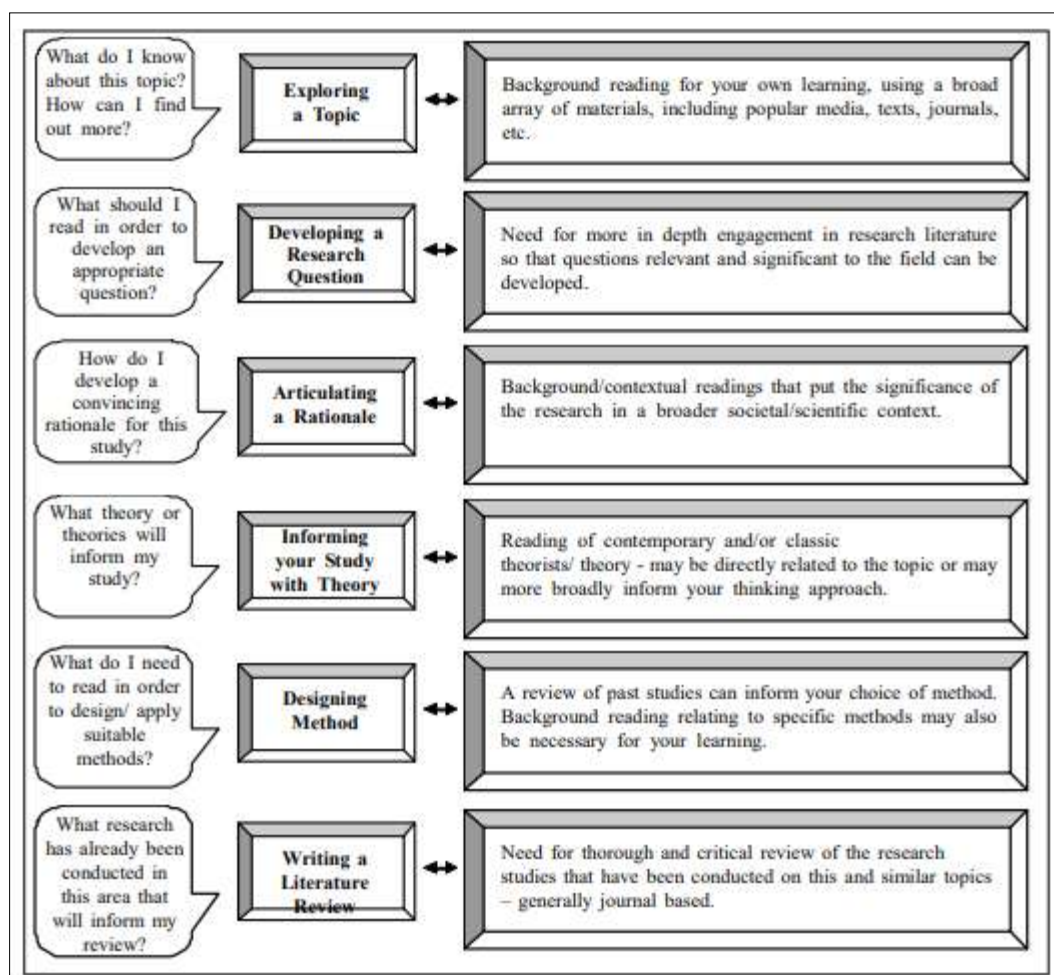 What do I know
about this topic?
How can I find
out more?
Exploring
a Topic
Background reading for your own learning, using a broad
array of materials, including popular media, texts, journals,
etc.
What should I
read in order to
develop an
appropriate
question?
Developing a
Research
Question
Need for more in depth engagement in research literature
so that questions relevant and significant to the field can be
developed.
How do I
develop a
convincing
rationale for this
study?
Articulating
a Rationale
Background/contextual readings that put the significance of
the research in a broader societal/scientific context.
What theory or
theories will
inform my
study?
Informing
your Study
with Theory
Reading of contemporary and/or classic
theorists/ theory - may be directly related to the topic or may
more broadly inform your thinking approach.
What do I need
to read in order
to design/ apply
suitable
methods?
Designing
Method
A review of past studies can inform your choice of method.
Background reading relating to specific methods may also
be necessary for your learning.
What research
has already been
conducted in
this area that
will inform my
review?
Writing a
Literature
Review
Need for thorough and critical review of the research
studies that have been conducted on this and similar topics
– generally journal based.